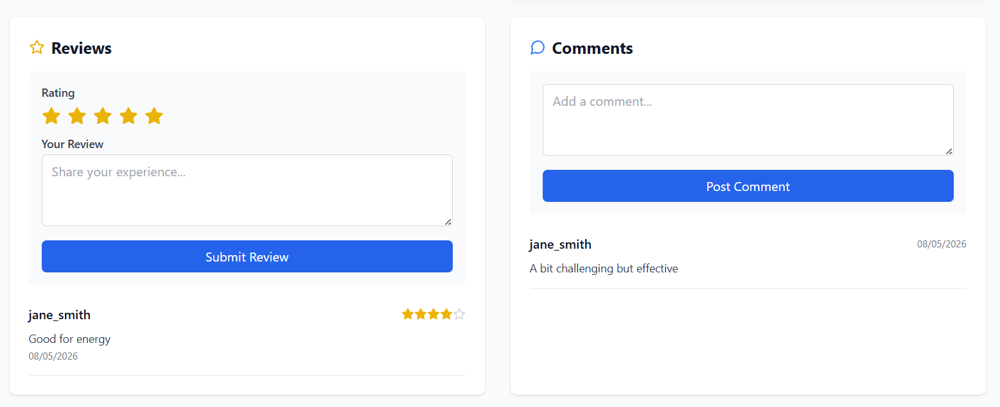 Reviews
Rating
Your Review
Share your experience...
Submit Review
jane_smith
Good for energy
08/05/2026
Comments
Add a comment...
Post Comment
jane_smith
08/05/2026
A bit challenging but effective